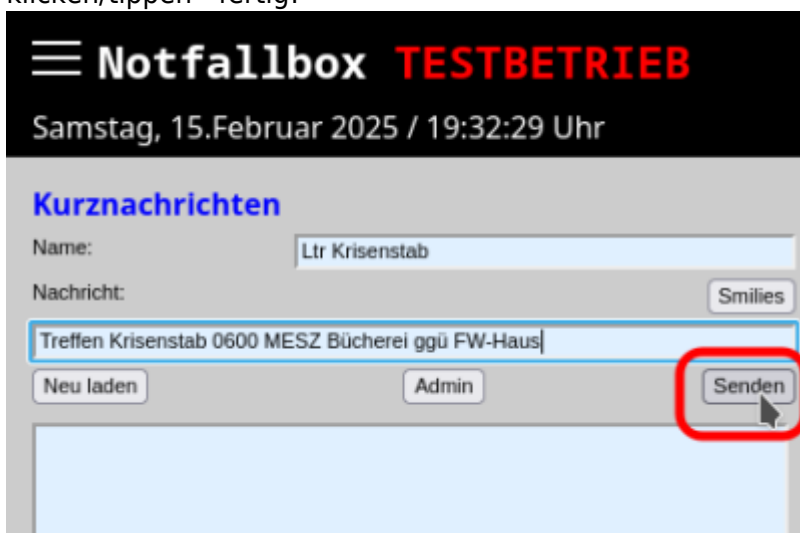 Notfallbox TESTBETRIEB
Samstag, 15.Februar 2025 / 19:32:29 Uhr
Kurznachrichten
Name: Ltr Krisenstab
Nachricht: Smilies
Treffen Krisenstab 0600 MESZ Bücherei ggü FW-Haus
Neu laden Admin Senden